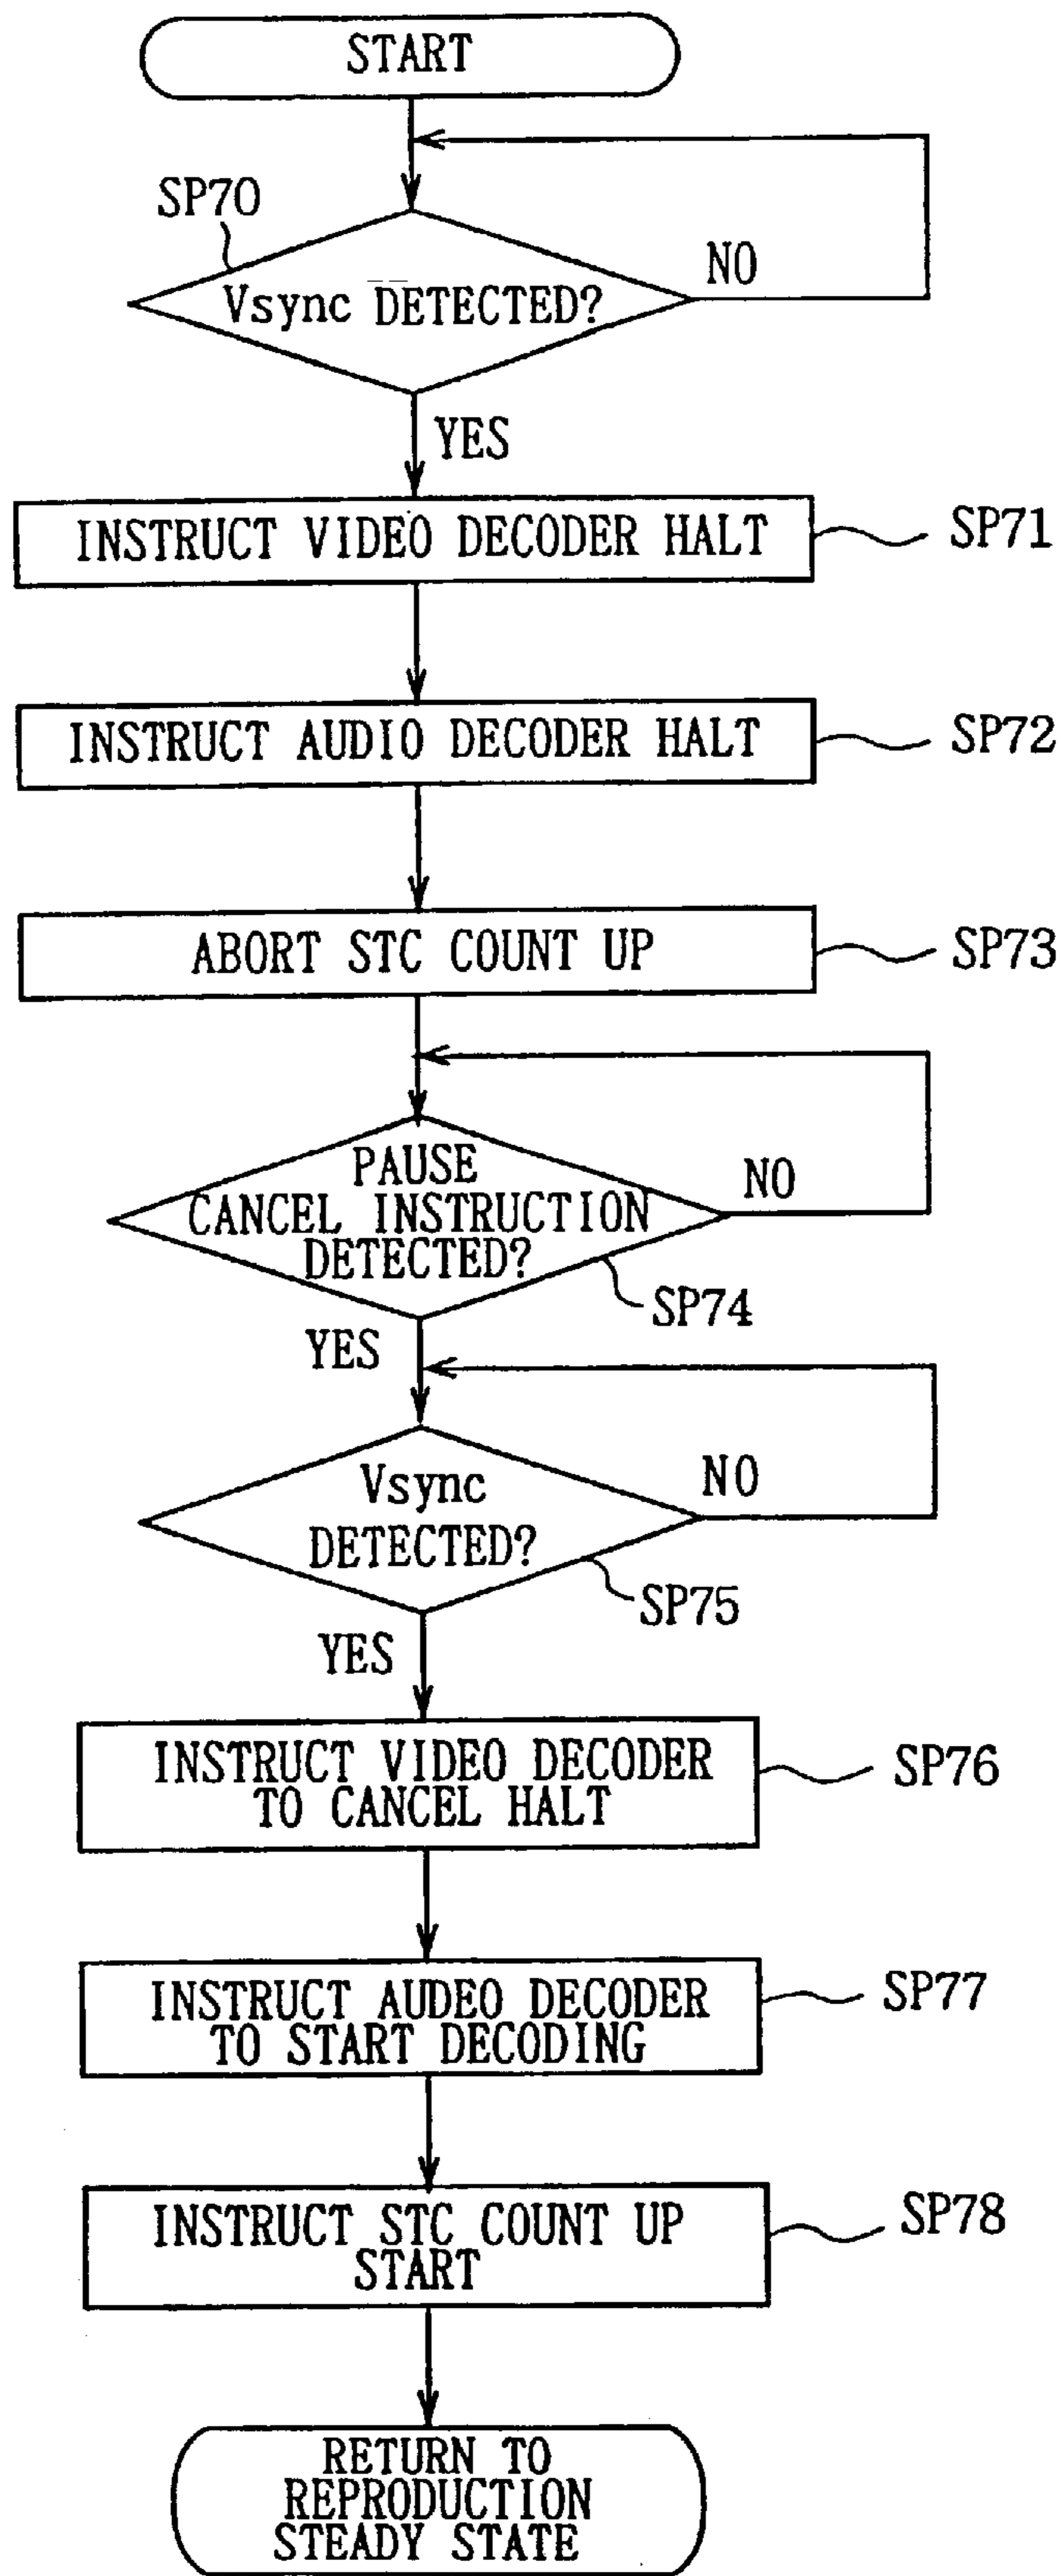 START
SP70
NO
Vsync DETECTED?
YES
INSTRUCT VIDEO DECODER HALT
SP71
INSTRUCT AUDIO DECODER HALT
SP72
ABORT STC COUNT UP
SP73
PAUSE
CANCEL INSTRUCTION
DETECTED?
NO
SP74
YES
Vsync
DETECTED?
NO
SP75
YES
INSTRUCT VIDEO DECODER
TO CANCEL HALT
SP76
INSTRUCT AUDEO DECODER
TO START DECODING
SP77
INSTRUCT STC COUNT UP
START
SP78
RETURN TO
REPRODUCTION
STEADY STATE